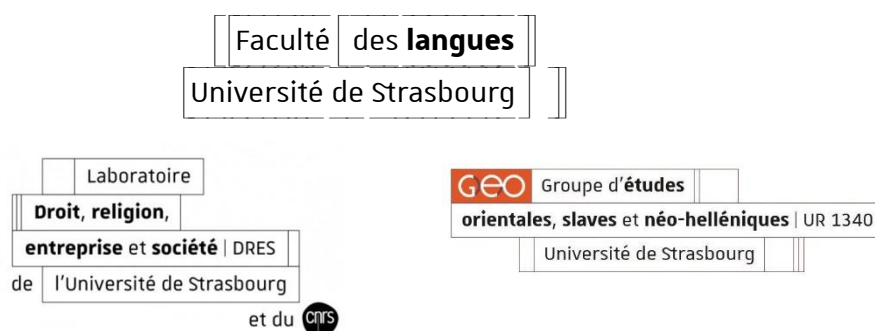 Faculté des langues
Université de Strasbourg
Laboratoire
Droit, religion,
entreprise et société | DRES
de l'Université de Strasbourg
et du cnrs
GEO Groupe d'études
orientales, slaves et néo-helléniques | UR 1340
Université de Strasbourg